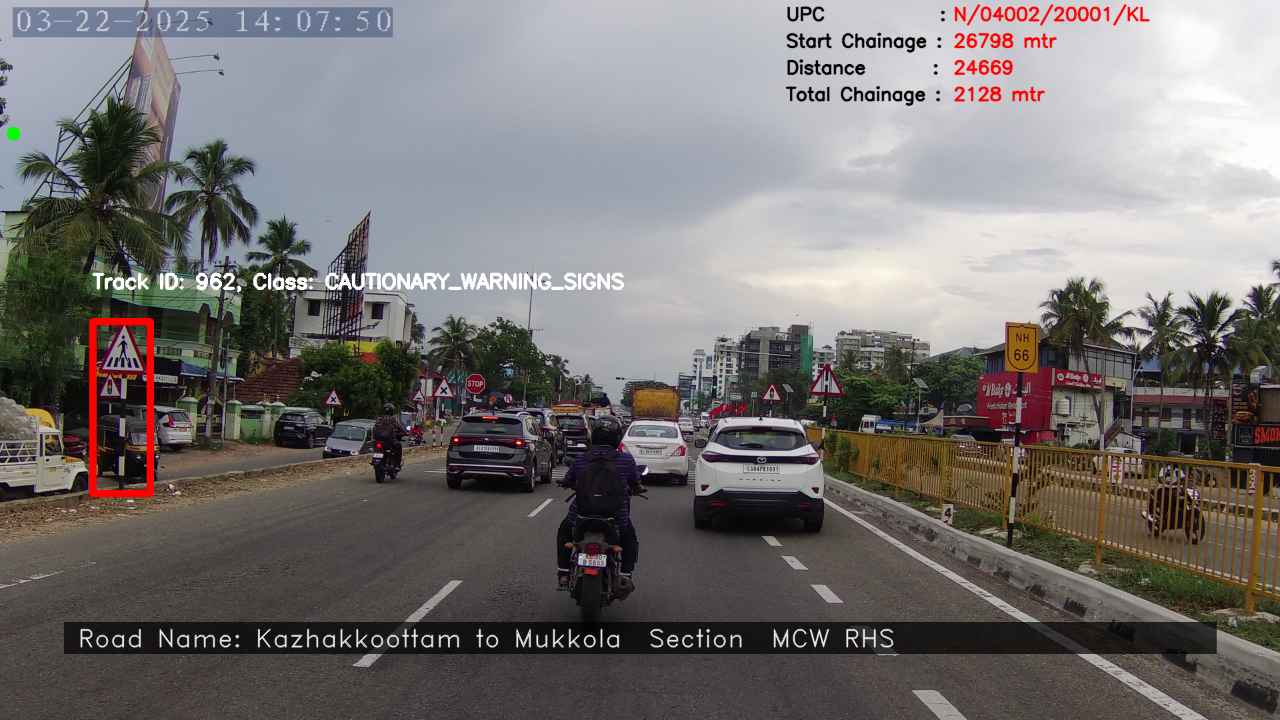 03-22-2025 14:07:50
UPC : N/04002/20001/KL
Start Chainage : 26798 mtr
Distance : 24669
Total Chainage : 2128 mtr
Track ID: 962, Class: CAUTIONARY_WARNING_SIGNS
NH
66
STOP
4
Road Name: Kazhakkoottam to Mukkola Section MCW RHS